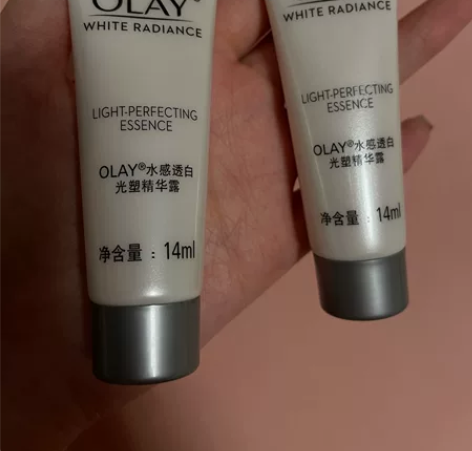 OLAY®
WHITE RADIANCE
LIGHT-PERFECTING
ESSENCE
OLAY®水感透白
光塑精华露
净含量：14ml
WHITE RADIANCE
LIGHT-PERFECTING
ESSENCE
OLAY®水感透白
光塑精华露
净含量：14ml